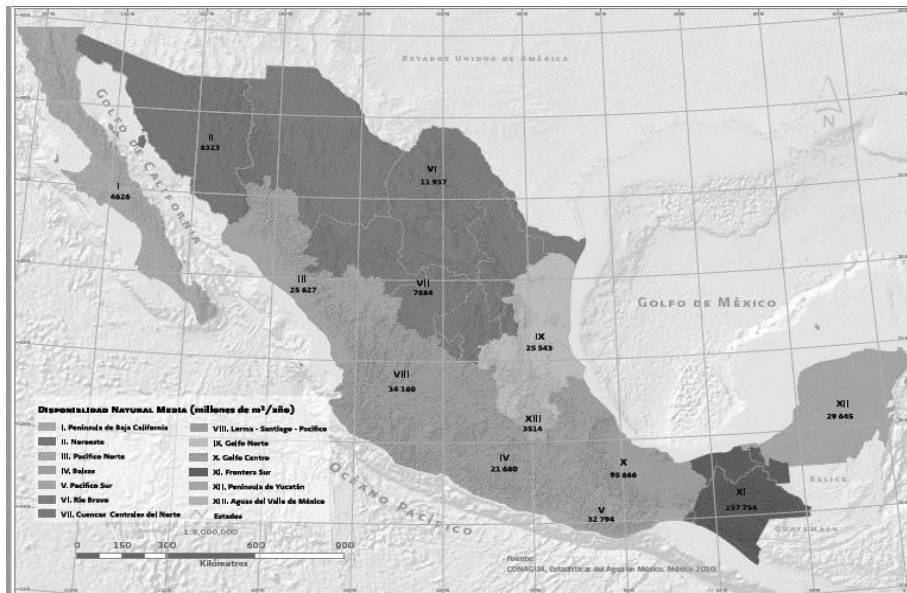 Estados Unidos de América
Golfo de California
N
II
8323
VI
11 937
I
4626
III
25 627
VII
7884
Golfo de México
IX
25 543
VIII
34 160
XII
29 645
XIII
3514
IV
21 680
X
95 866
XI
157 754
V
32 794
Belice
Guatemala
Océano Pacífico
Disponibilidad Natural Media (millones de m³/año)
I. Península de Baja California
II. Noroeste
III. Pacífico Norte
IV. Balsas
V. Pacífico Sur
VI. Río Bravo
VII. Cuencas Centrales del Norte
VIII. Lerma - Santiago - Pacífico
IX. Golfo Norte
X. Golfo Centro
XI. Frontera Sur
XII. Península de Yucatán
XIII. Aguas del Valle de México
Estados
1:8,000,000
0 150 300 600 900
Kilómetros
Fuente:
CONAGUA, Estadísticas del Agua en México. México 2010.